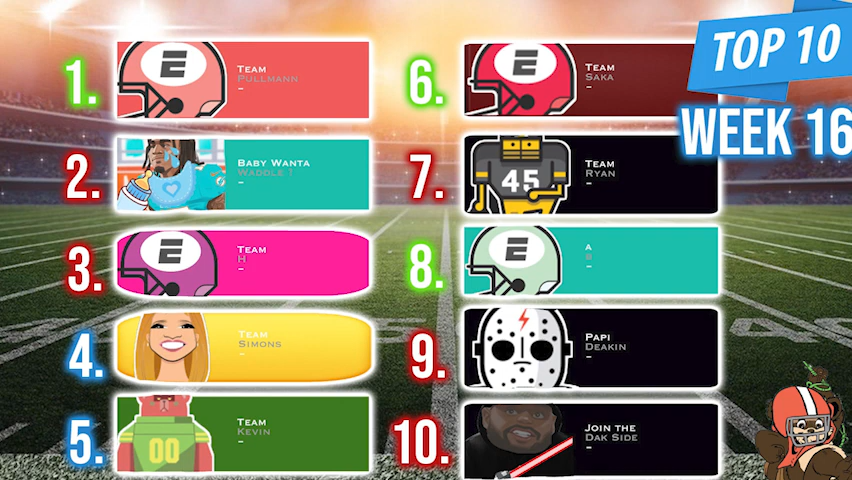 TOP 10
WEEK 16
1.
E
TEAM
PULLMANN
-
2.
BABY WANTA
WADDLE 1
-
3.
E
TEAM
H
-
4.
TEAM
SIMONS
-
5.
00
TEAM
KEVIN
-
6.
E
TEAM
SAKA
-
7.
45
TEAM
RYAN
-
8.
E
A
B
-
9.
PAPI
DEAKIN
-
10.
JOIN THE
DAK SIDE
-